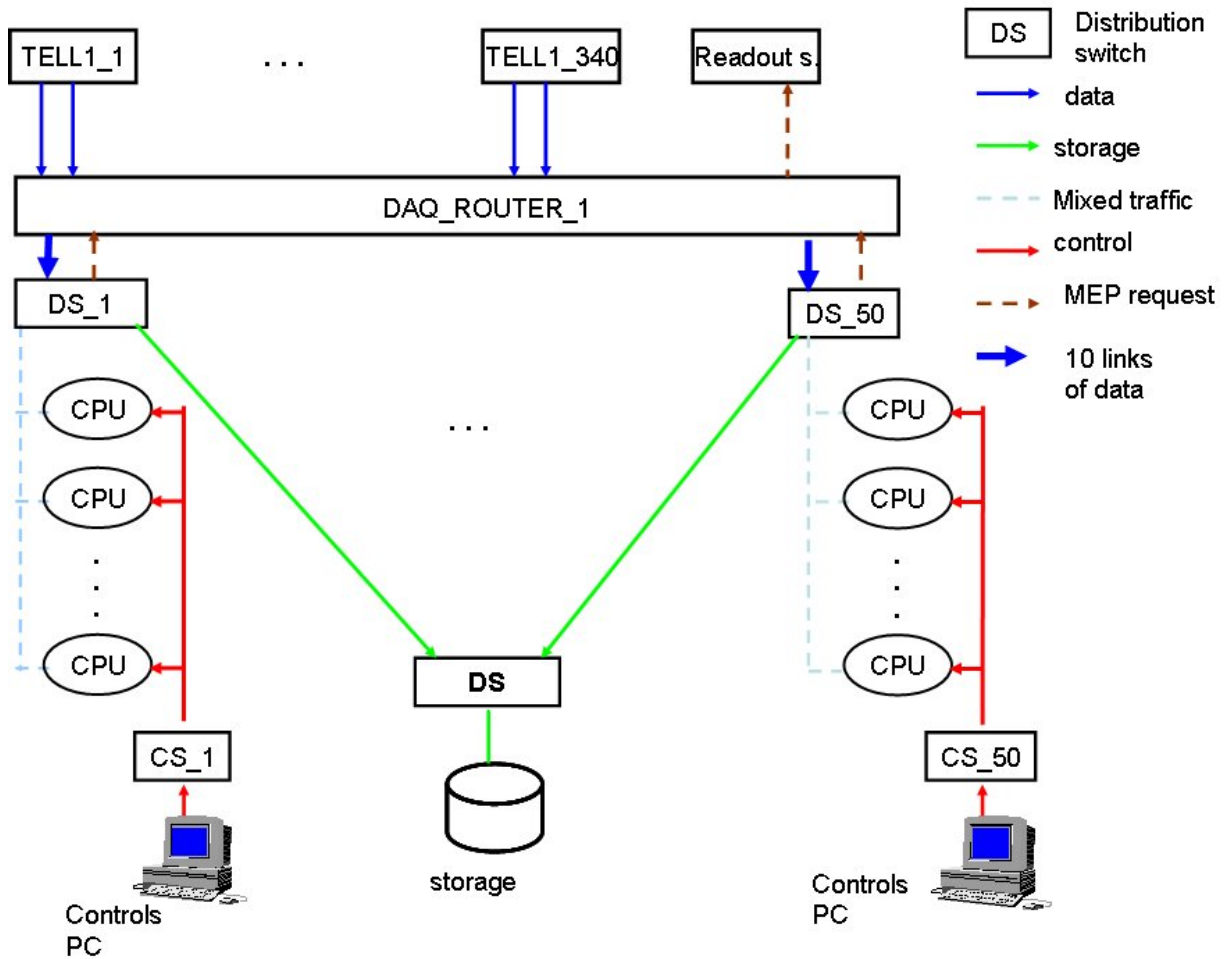 TELL1_1
. . .
TELL1_340
Readout s.
DS
Distribution
switch
data
storage
Mixed traffic
control
MEP request
10 links
of data
DAQ_ROUTER_1
DS_1
DS_50
CPU
CPU
.
.
.
CPU
. . .
CPU
CPU
.
.
.
CPU
DS
CS_1
CS_50
storage
Controls
PC
Controls
PC